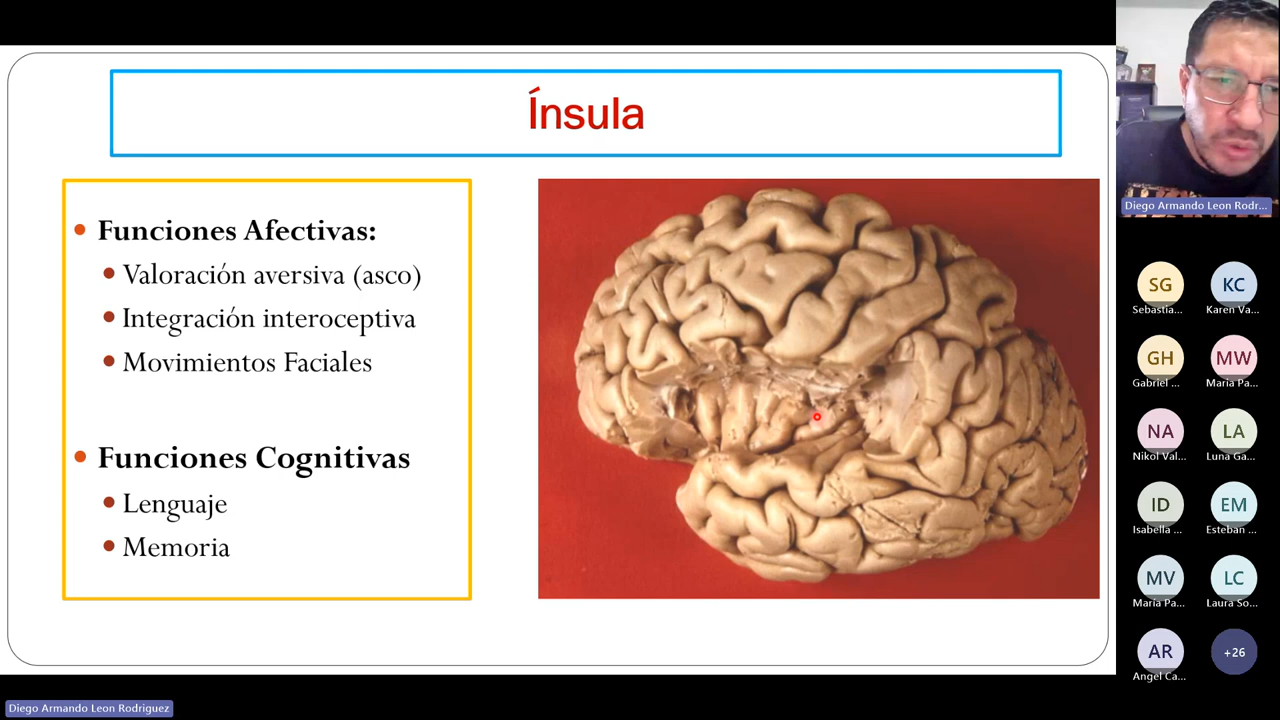 Ínsula
Funciones Afectivas:
Valoración aversiva (asco)
Integración interoceptiva
Movimientos Faciales
Funciones Cognitivas
Lenguaje
Memoria
Diego Armando Leon Rodr...
SG
KC
Sebastia...
Karen Va...
GH
MW
Gabriel ...
Maria Pa...
NA
LA
Nikol Val...
Luna Ga...
ID
EM
Isabella ...
Esteban ...
MV
LC
Maria Pa...
Laura So...
AR
+26
Angel Ca...
Diego Armando Leon Rodriguez